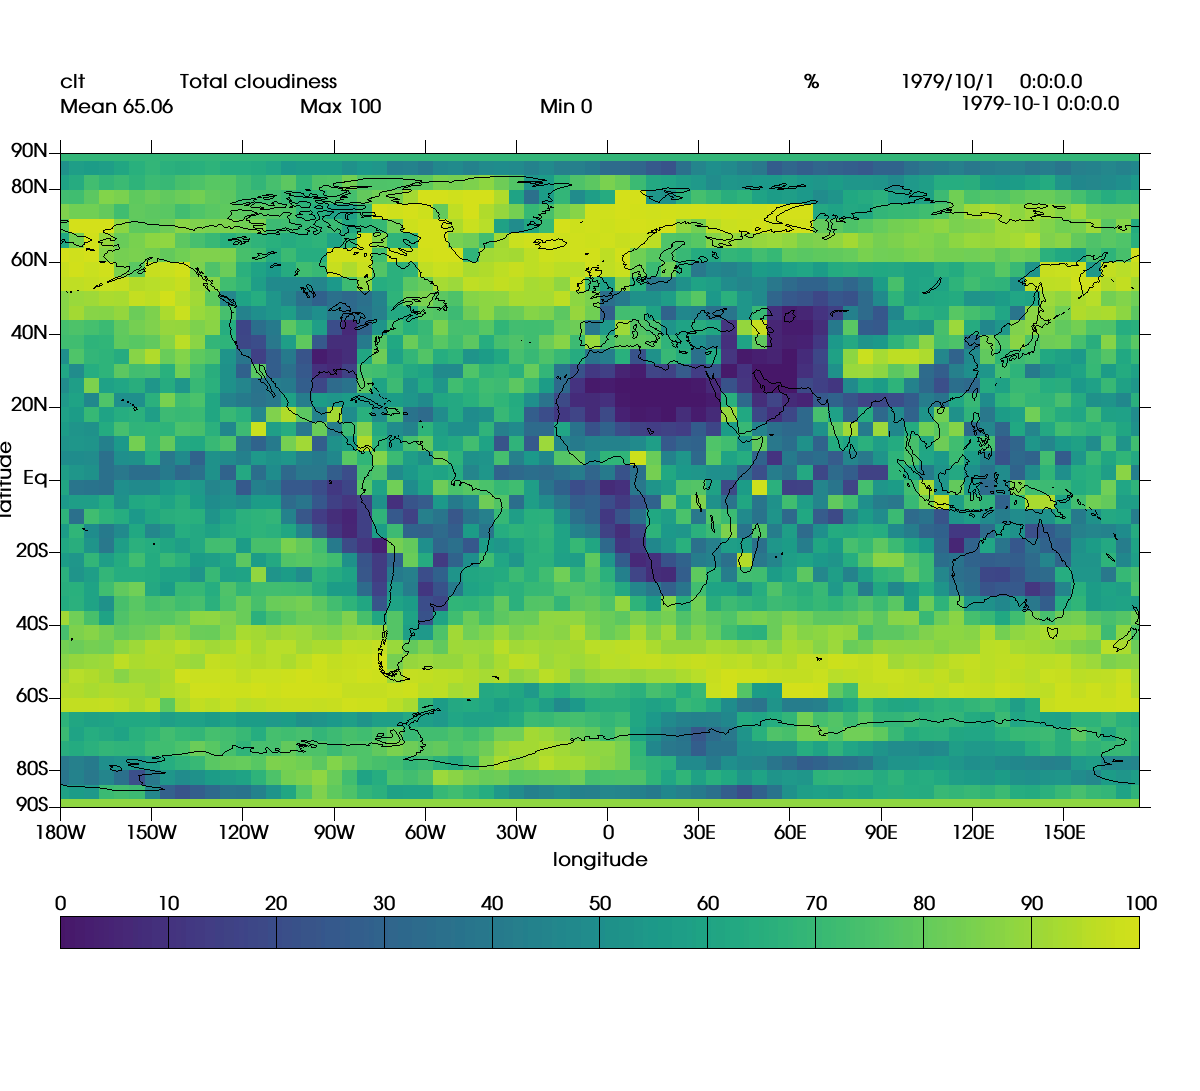 clt Total cloudiness % 1979/10/1 0:0:0.0
Mean 65.06 Max 100 Min 0 1979-10-1 0:0:0.0
90N
80N
60N
40N
20N
Eq
20S
40S
60S
80S
90S
latitude
180W 150W 120W 90W 60W 30W 0 30E 60E 90E 120E 150E
longitude
0 10 20 30 40 50 60 70 80 90 100